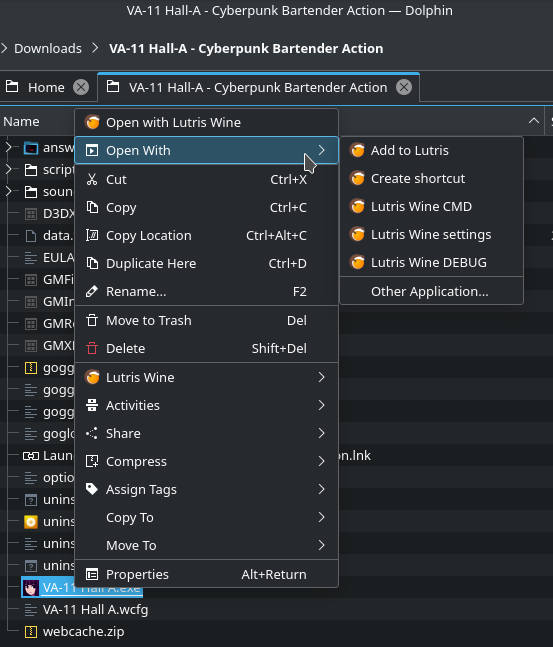 VA-11 Hall-A - Cyberpunk Bartender Action — Dolphin
Downloads > VA-11 Hall-A - Cyberpunk Bartender Action
Home
VA-11 Hall-A - Cyberpunk Bartender Action
Name
Open with Lutris Wine
Open With
Cut Ctrl+X
Copy Ctrl+C
Copy Location Ctrl+Alt+C
Duplicate Here Ctrl+D
Rename... F2
Move to Trash Del
Delete Shift+Del
Lutris Wine
Activities
Share
Compress
Assign Tags
Copy To
Move To
Properties Alt+Return
Add to Lutris
Create shortcut
Lutris Wine CMD
Lutris Wine settings
Lutris Wine DEBUG
Other Application...
answ
script
soun
D3DX
data.
EULA
GMFi
GMIn
GMRe
GMXI
gogg
gogg
gogg
goglo
Laun on.lnk
optio
unins
unins
unins
unins
VA-11 Hall A.exe
VA-11 Hall A.wcfg
webcache.zip